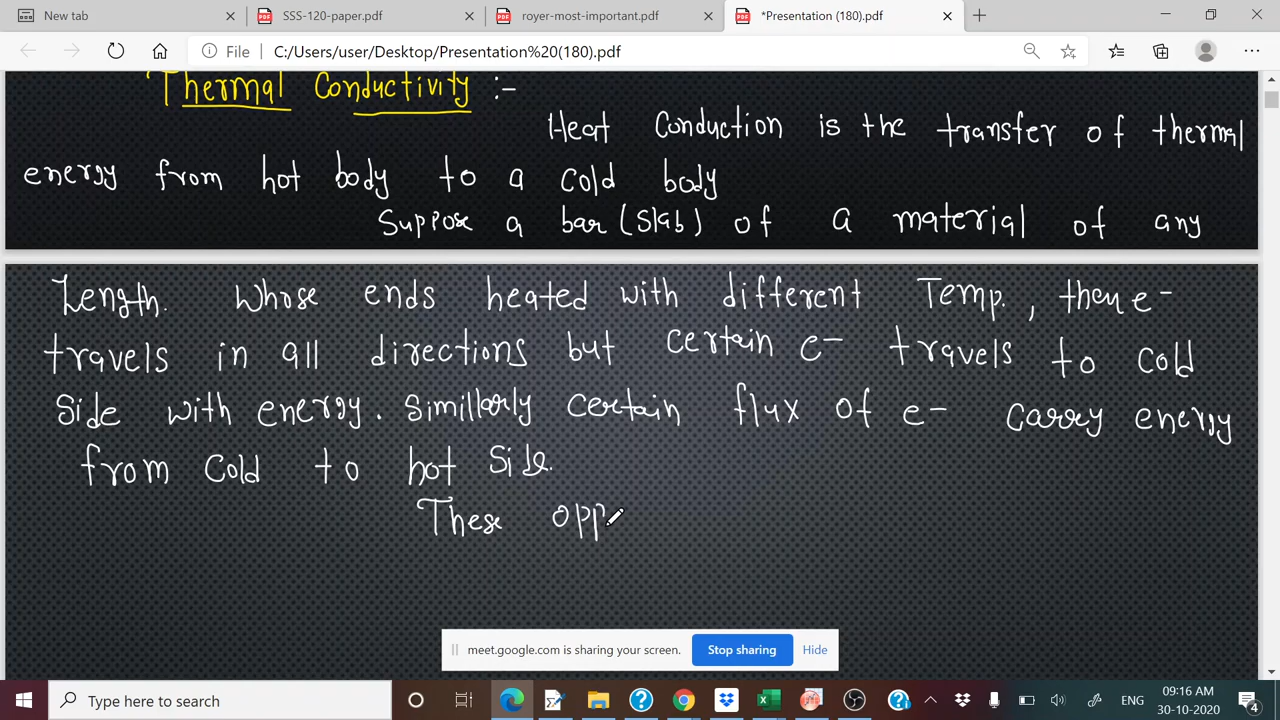 New tab
SSS-120-paper.pdf
royer-most-important.pdf
*Presentation (180).pdf
File
C:/Users/user/Desktop/Presentation%20(180).pdf
Thermal Conductivity :-
Heat Conduction is the transfer of thermal
energy from hot body to a cold body
Suppose a bar (Slab) of a material of any
Length. Whose ends heated with different Temp., then e-
travels in all directions but certain e- travels to cold
Side with energy. Similarly certain flux of e- carry energy
from cold to hot Side.
These opp
meet.google.com is sharing your screen.
Stop sharing
Hide
Type here to search
ENG
09:16 AM
30-10-2020
4